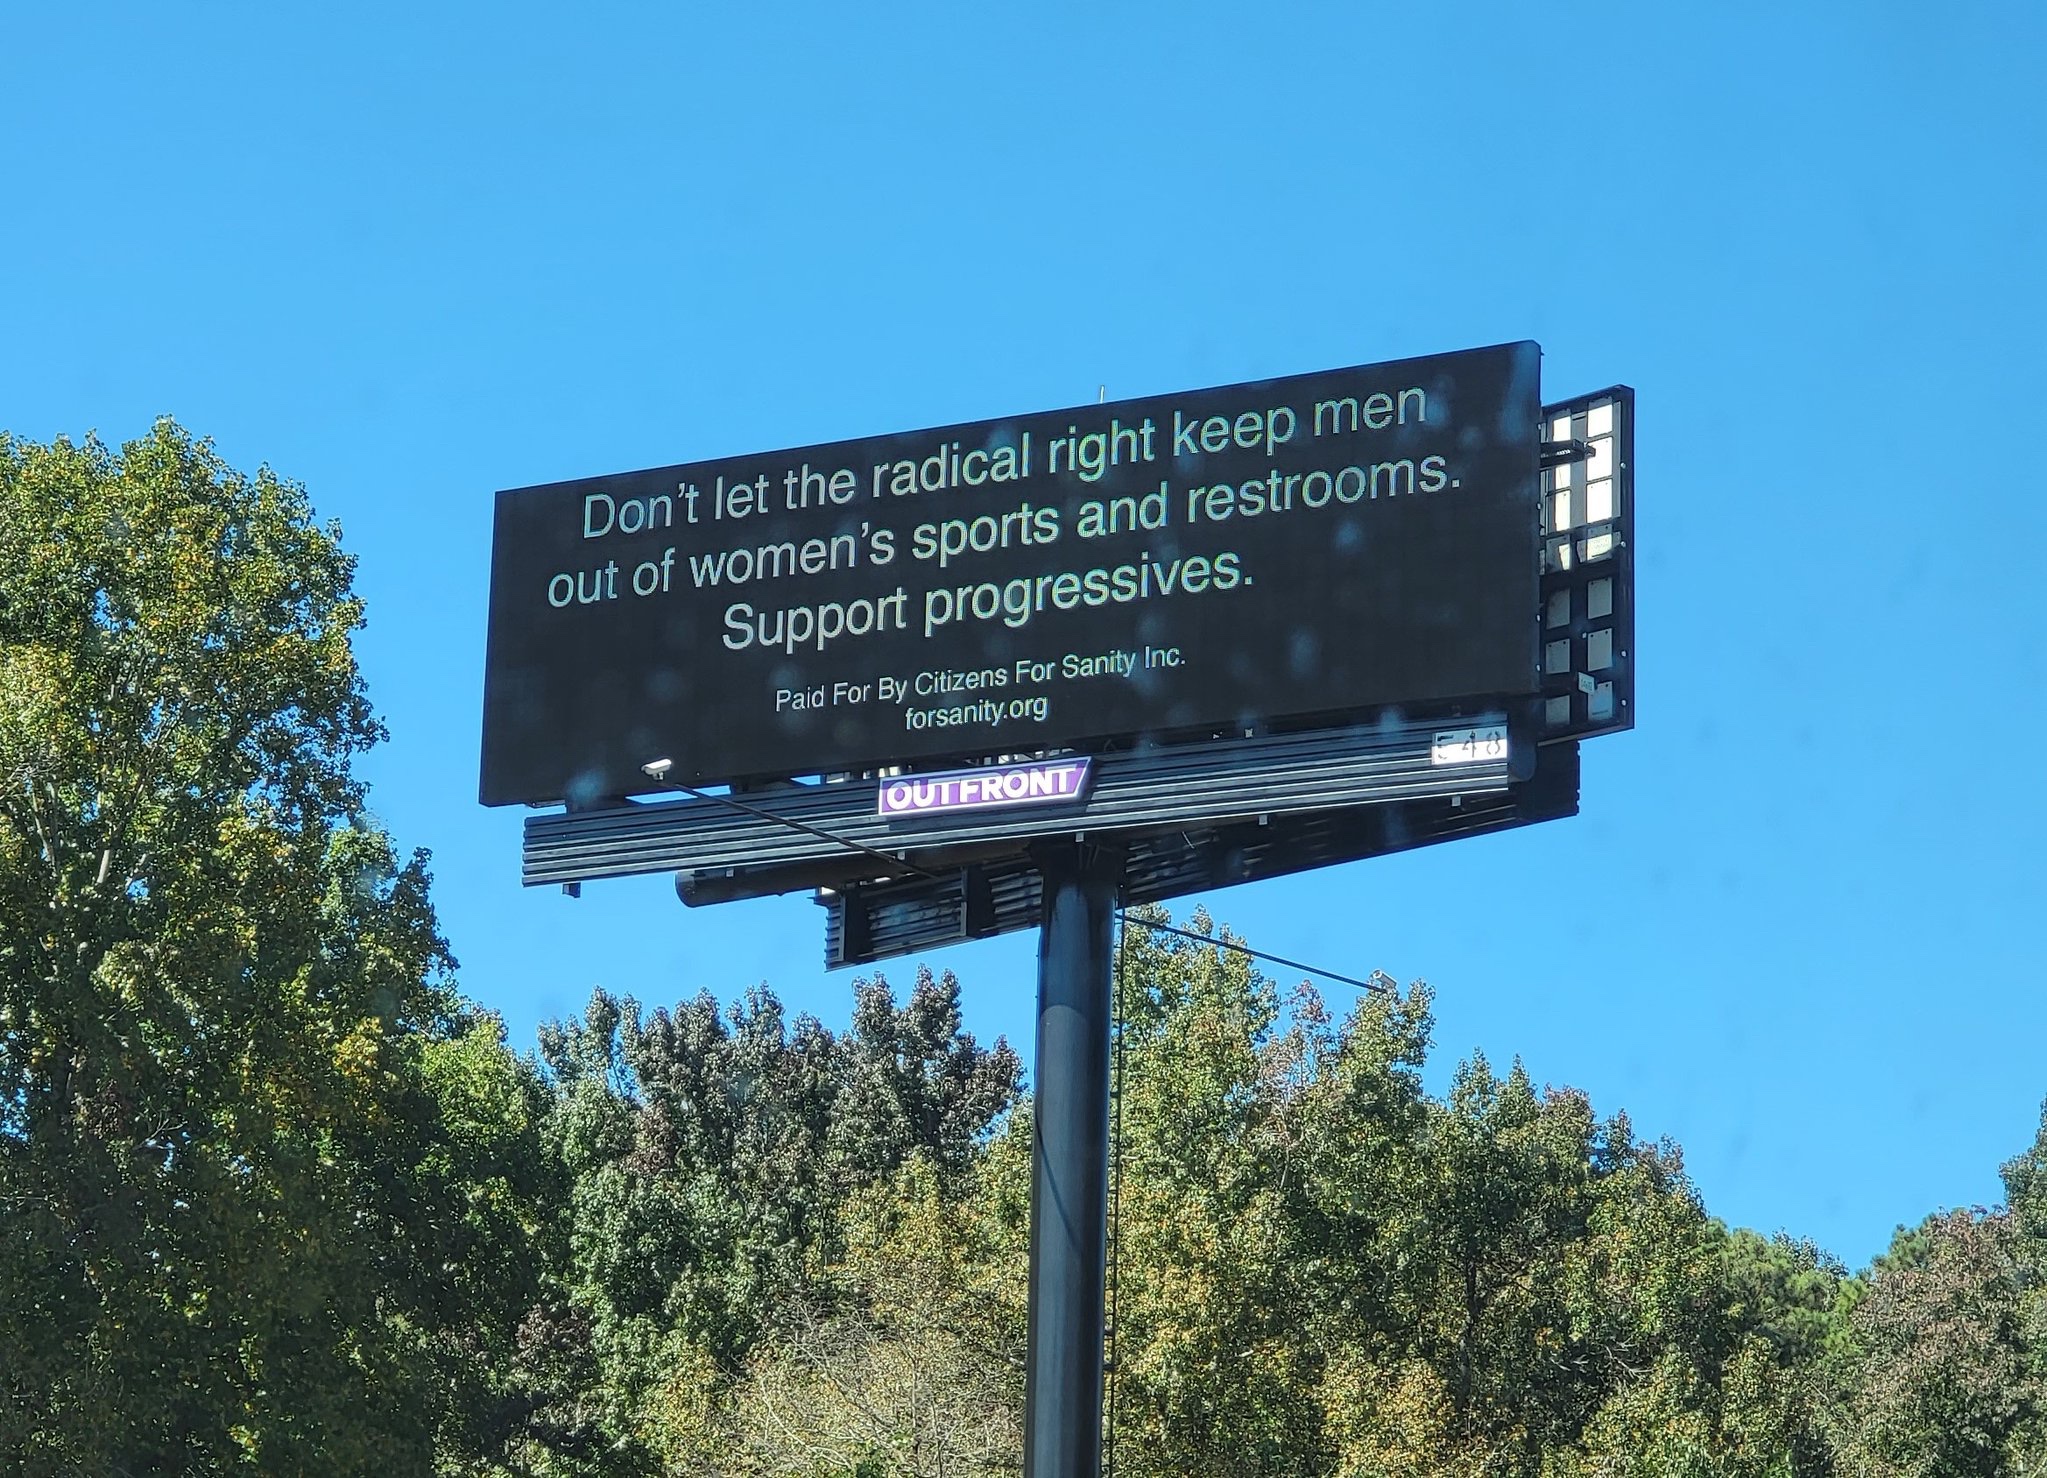 Don't let the radical right keep men
out of women's sports and restrooms.
Support progressives.
Paid For By Citizens For Sanity Inc.
forsanity.org
OUTFRONT
548